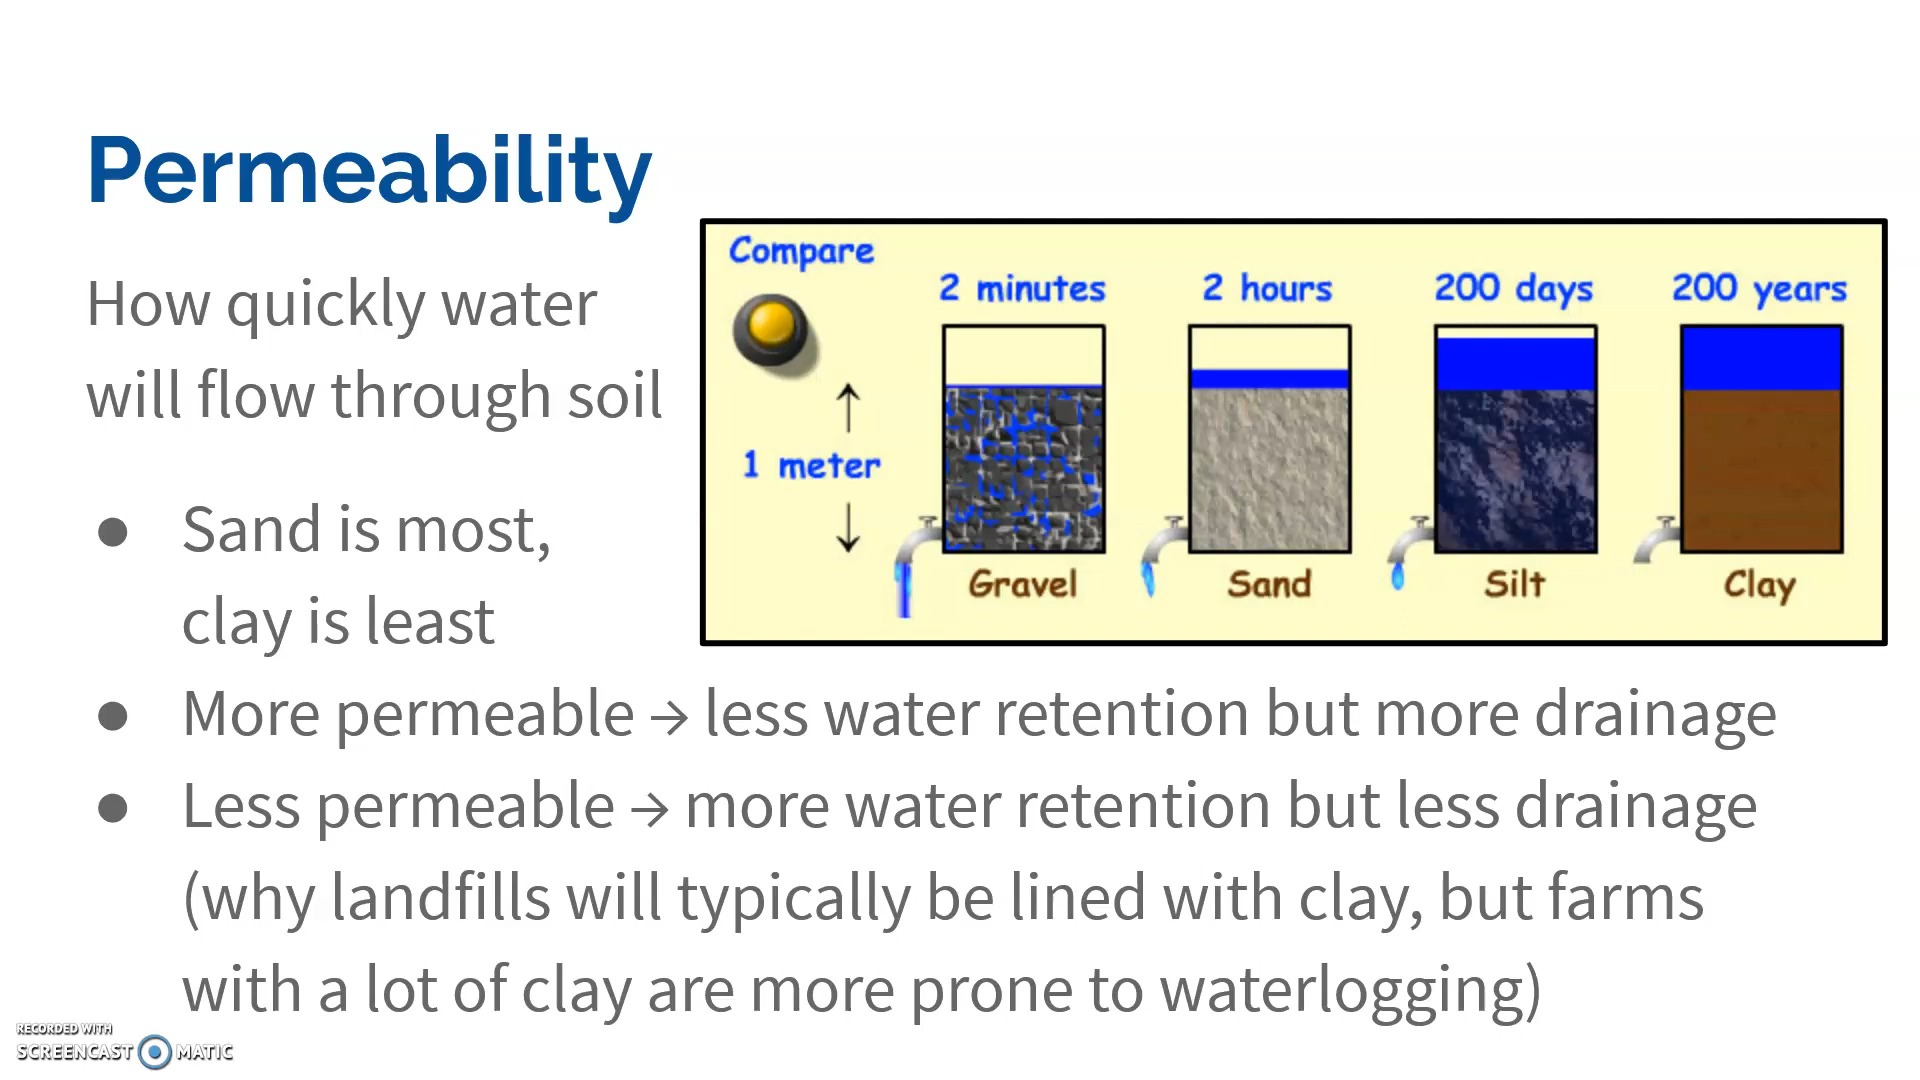 Permeability
How quickly water
will flow through soil
● Sand is most,
clay is least
● More permeable → less water retention but more drainage
● Less permeable → more water retention but less drainage
(why landfills will typically be lined with clay, but farms
with a lot of clay are more prone to waterlogging)
Compare
2 minutes 2 hours 200 days 200 years
1 meter
Gravel Sand Silt Clay
RECORDED WITH
SCREENCAST MATIC